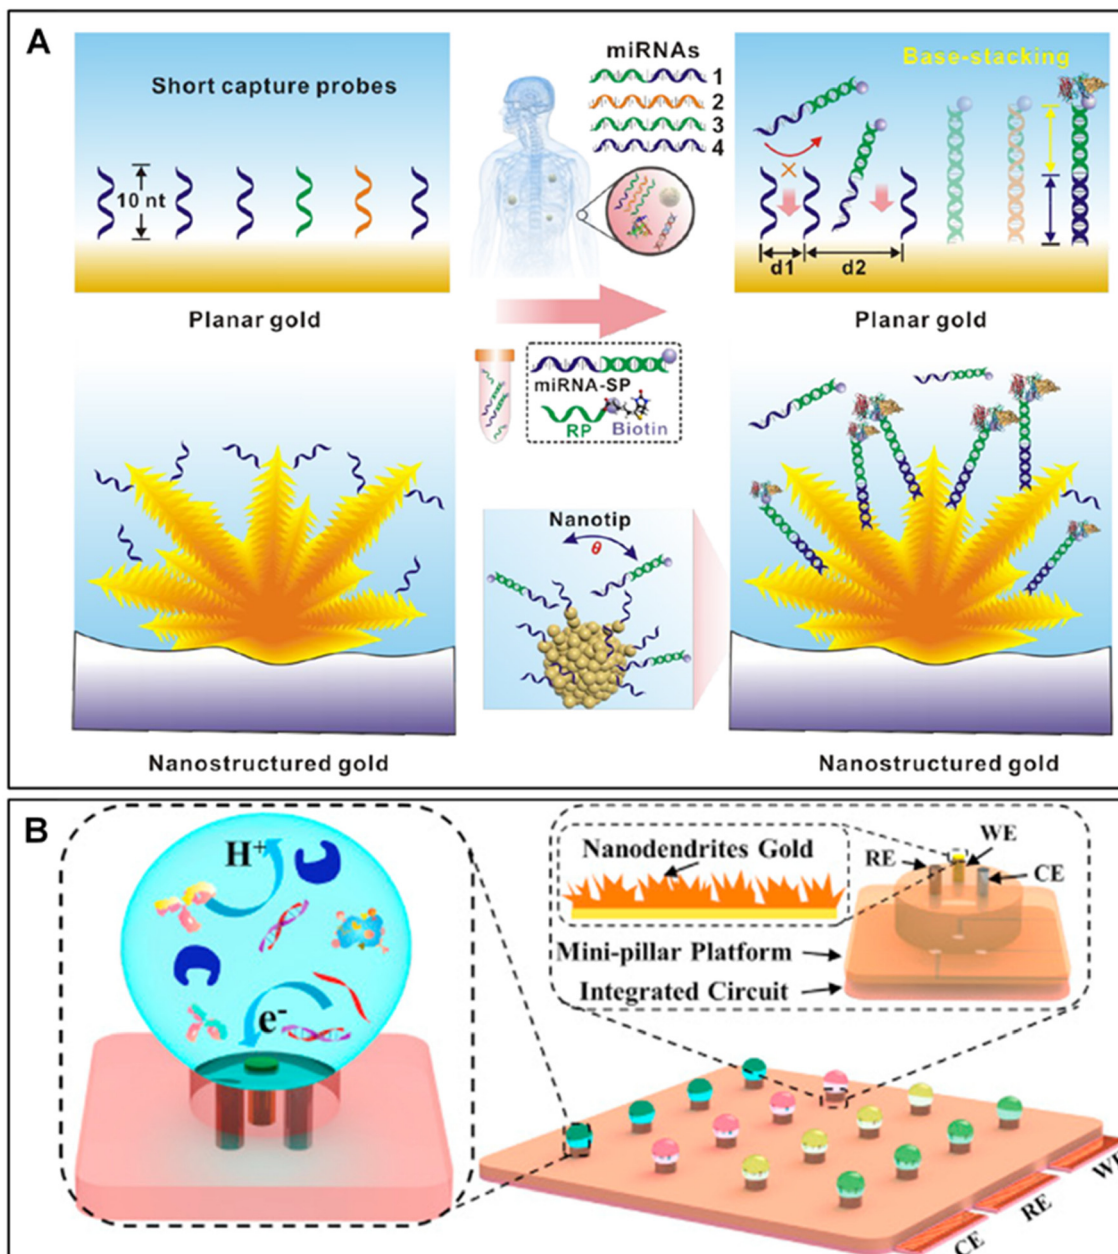 A
Short capture probes
10 nt
Planar gold
miRNAs
1
2
3
4
Base-stacking
×
d1
d2
Planar gold
miRNA-SP
RP
Biotin
Nanotip
θ
Nanostructured gold
Nanostructured gold
B
H+
e-
Nanodendrites Gold
RE
WE
CE
Mini-pillar Platform
Integrated Circuit
WE
RE
CE